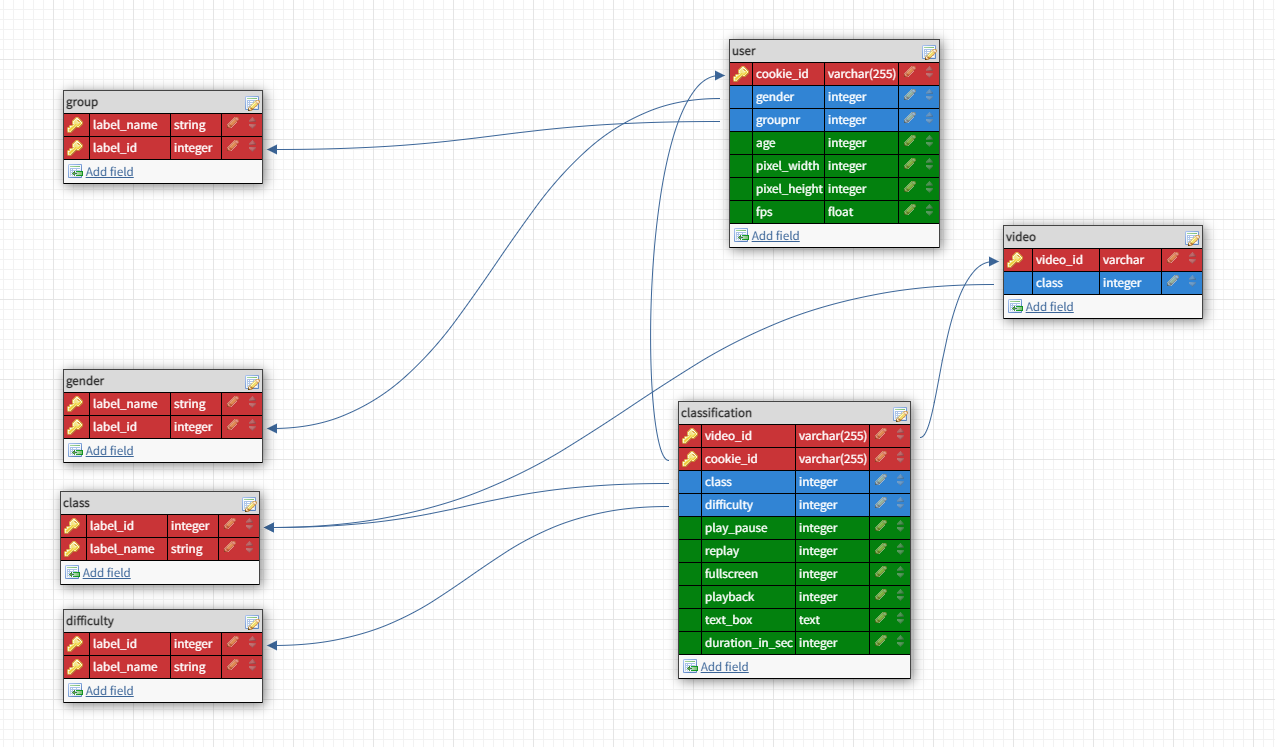 group
label_name string
label_id integer
Add field
user
cookie_id varchar(255)
gender integer
groupnr integer
age integer
pixel_width integer
pixel_height integer
fps float
Add field
video
video_id varchar
class integer
Add field
gender
label_name string
label_id integer
Add field
classification
video_id varchar(255)
cookie_id varchar(255)
class integer
difficulty integer
play_pause integer
replay integer
fullscreen integer
playback integer
text_box text
duration_in_sec integer
Add field
class
label_id integer
label_name string
Add field
difficulty
label_id integer
label_name string
Add field